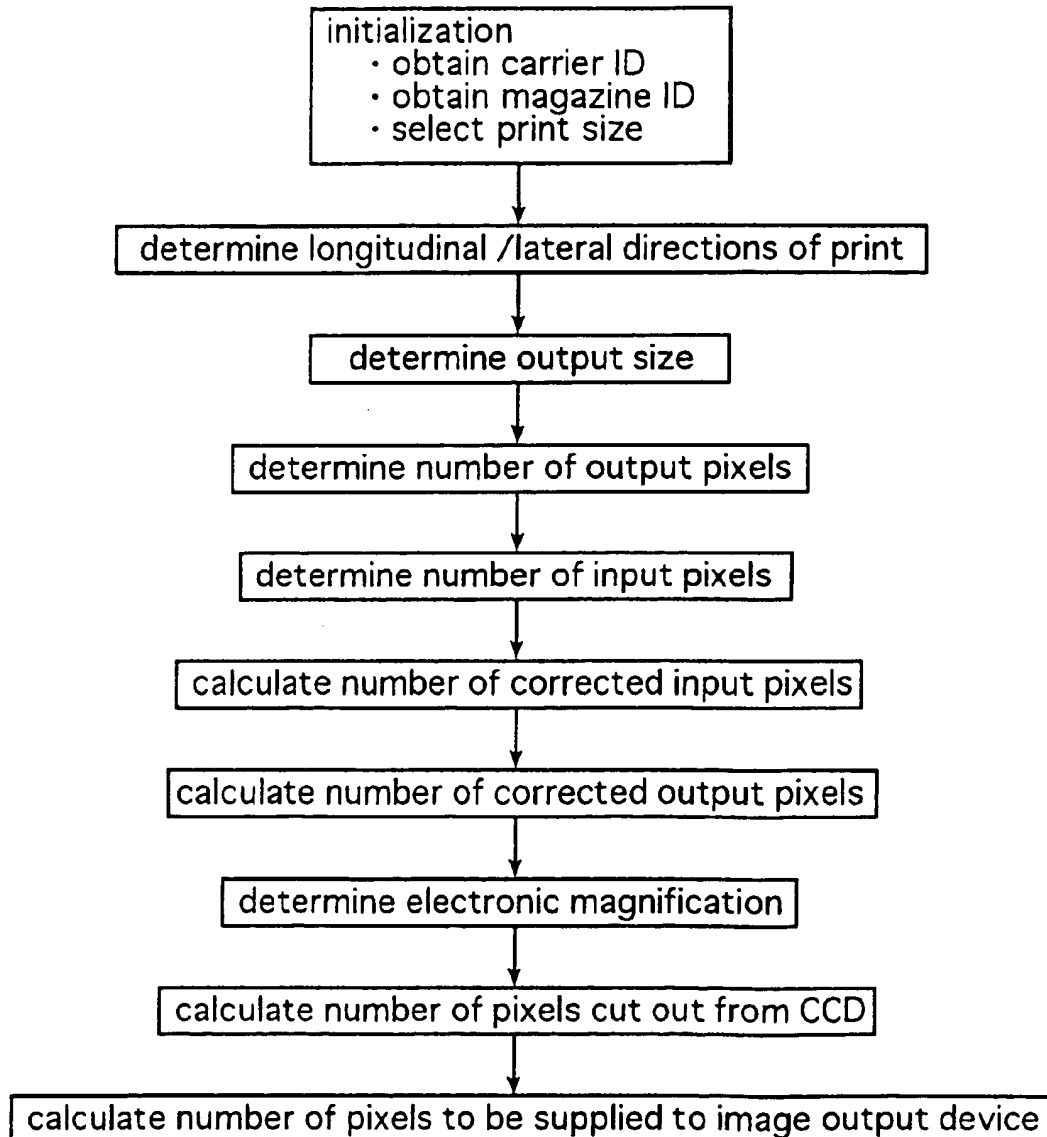 initialization
· obtain carrier ID
· obtain magazine ID
· select print size
determine longitudinal /lateral directions of print
determine output size
determine number of output pixels
determine number of input pixels
calculate number of corrected input pixels
calculate number of corrected output pixels
determine electronic magnification
calculate number of pixels cut out from CCD
calculate number of pixels to be supplied to image output device